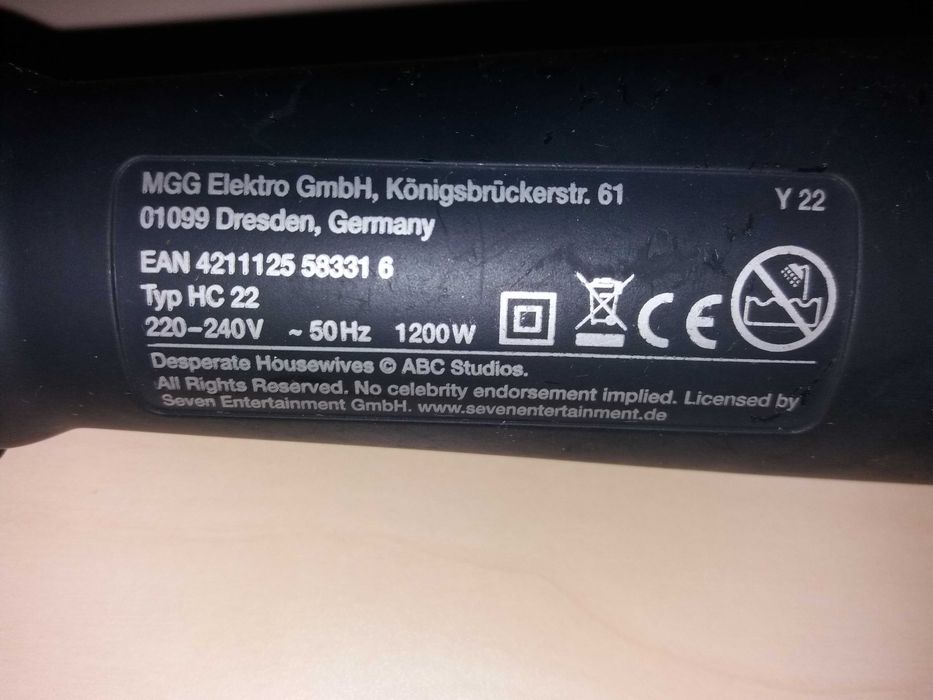 MGG Elektro GmbH, Königsbrückerstr. 61 Y 22
01099 Dresden, Germany
EAN 4211125 58331 6
Typ HC 22
220–240V ~ 50Hz 1200W CE
Desperate Housewives © ABC Studios.
All Rights Reserved. No celebrity endorsement implied. Licensed by
Seven Entertainment GmbH. www.sevenentertainment.de